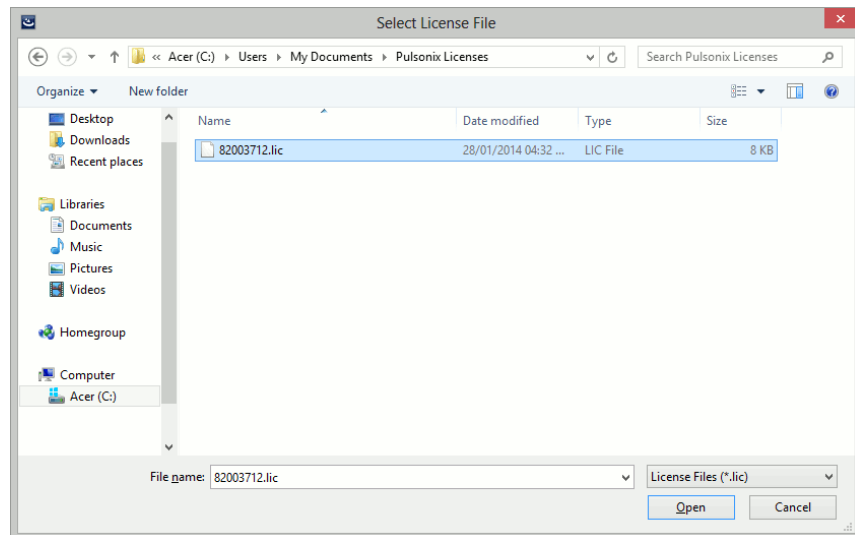 Select License File
« Acer (C:) Users My Documents Pulsonix Licenses Search Pulsonix Licenses
Organize New folder
Desktop
Downloads
Recent places
Libraries
Documents
Music
Pictures
Videos
Homegroup
Computer
Acer (C:)
Name Date modified Type Size
82003712.lic 28/01/2014 04:32 ... LIC File 8 KB
File name: 82003712.lic License Files (*.lic)
Open Cancel